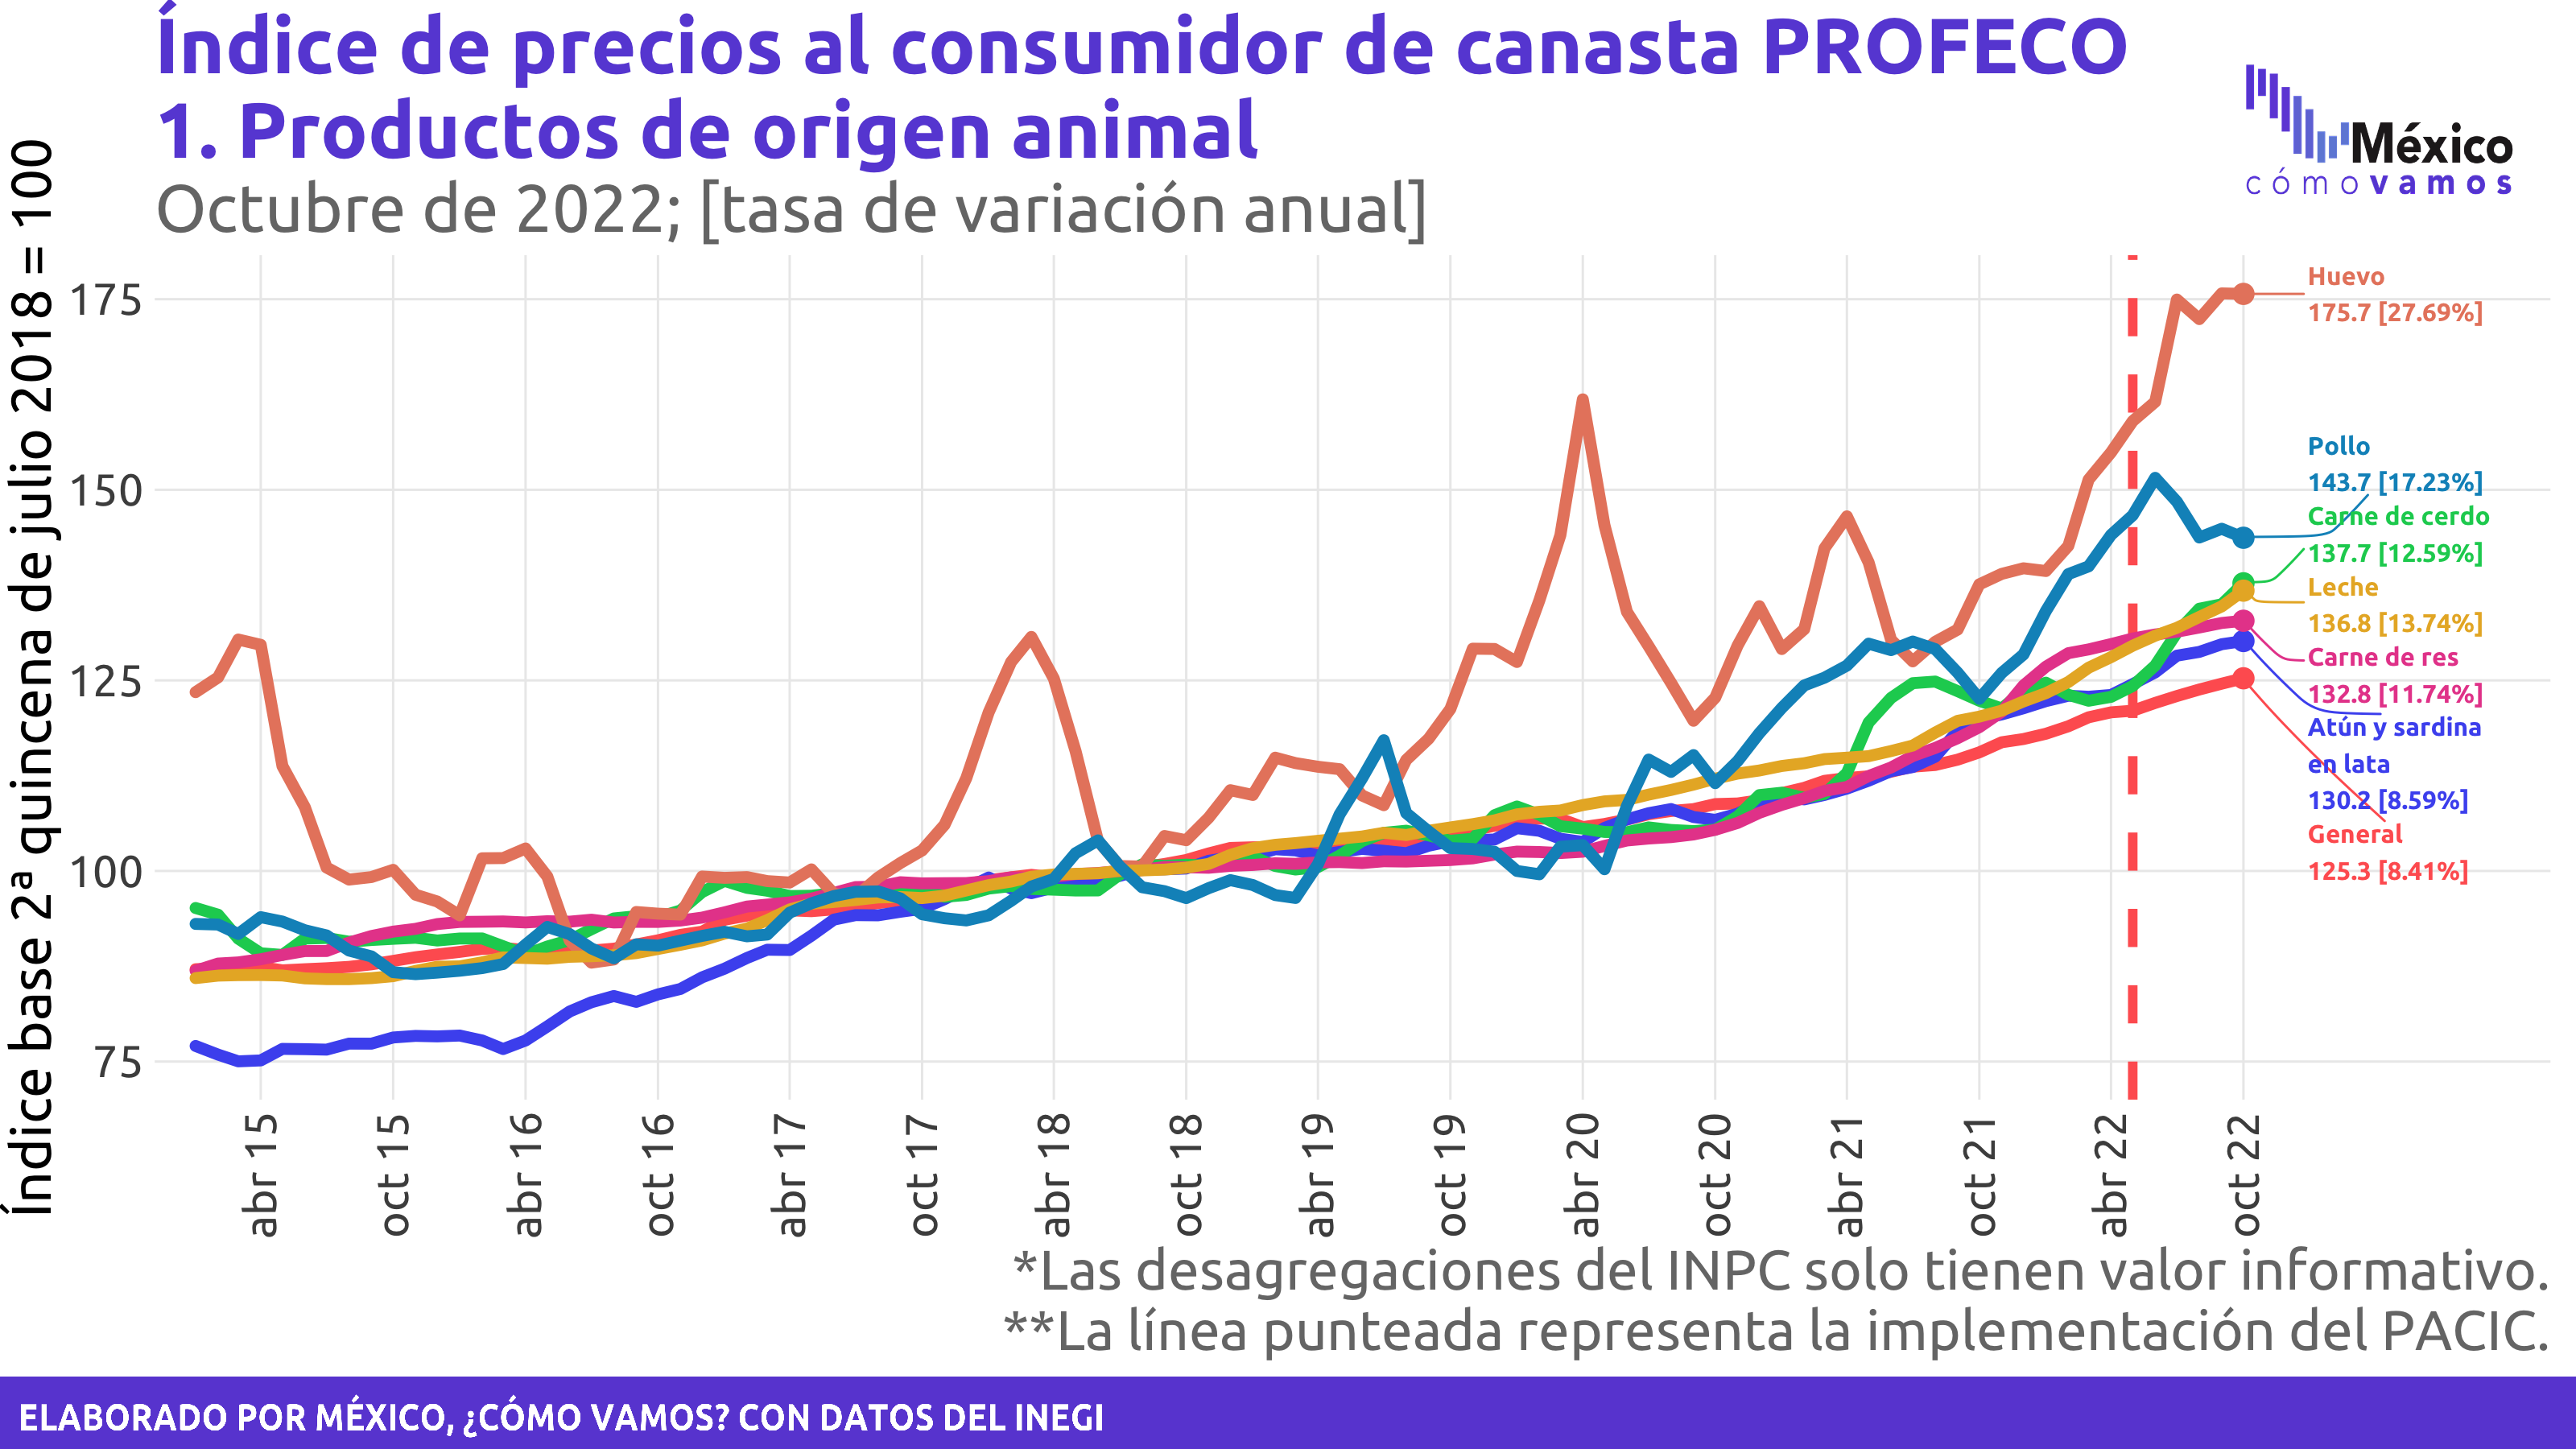 Índice de precios al consumidor de canasta PROFECO
1. Productos de origen animal
Octubre de 2022; [tasa de variación anual]
México
cómo vamos
Índice base 2ª quincena de julio 2018 = 100
175
150
125
100
75
Huevo
175.7 [27.69%]
Pollo
143.7 [17.23%]
Carne de cerdo
137.7 [12.59%]
Leche
136.8 [13.74%]
Carne de res
132.8 [11.74%]
Atún y sardina
en lata
130.2 [8.59%]
General
125.3 [8.41%]
abr 15
oct 15
abr 16
oct 16
abr 17
oct 17
abr 18
oct 18
abr 19
oct 19
abr 20
oct 20
abr 21
oct 21
abr 22
oct 22
*Las desagregaciones del INPC solo tienen valor informativo.
**La línea punteada representa la implementación del PACIC.
ELABORADO POR MÉXICO, ¿CÓMO VAMOS? CON DATOS DEL INEGI